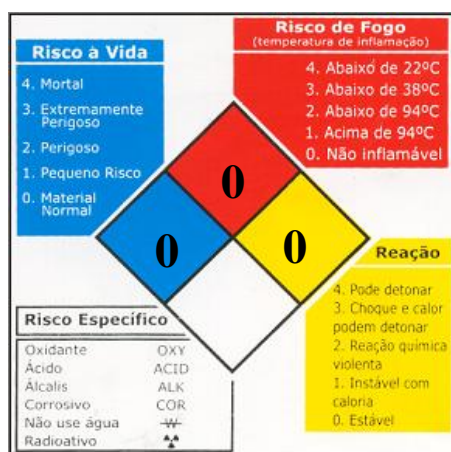 Risco à Vida
4. Mortal
3. Extremamente
Perigoso
2. Perigoso
1. Pequeno Risco
0. Material
Normal
Risco de Fogo
(temperatura de inflamação)
4. Abaixo de 22ºC
3. Abaixo de 38ºC
2. Abaixo de 94ºC
1. Acima de 94ºC
0. Não inflamável
0
0
0
Reação
4. Pode detonar
3. Choque e calor
podem detonar
2. Reação química
violenta
1. Instável com
caloria
0. Estável
Risco Específico
Oxidante OXY
Ácido ACID
Álcalis ALK
Corrosivo COR
Não use água W
Radioativo